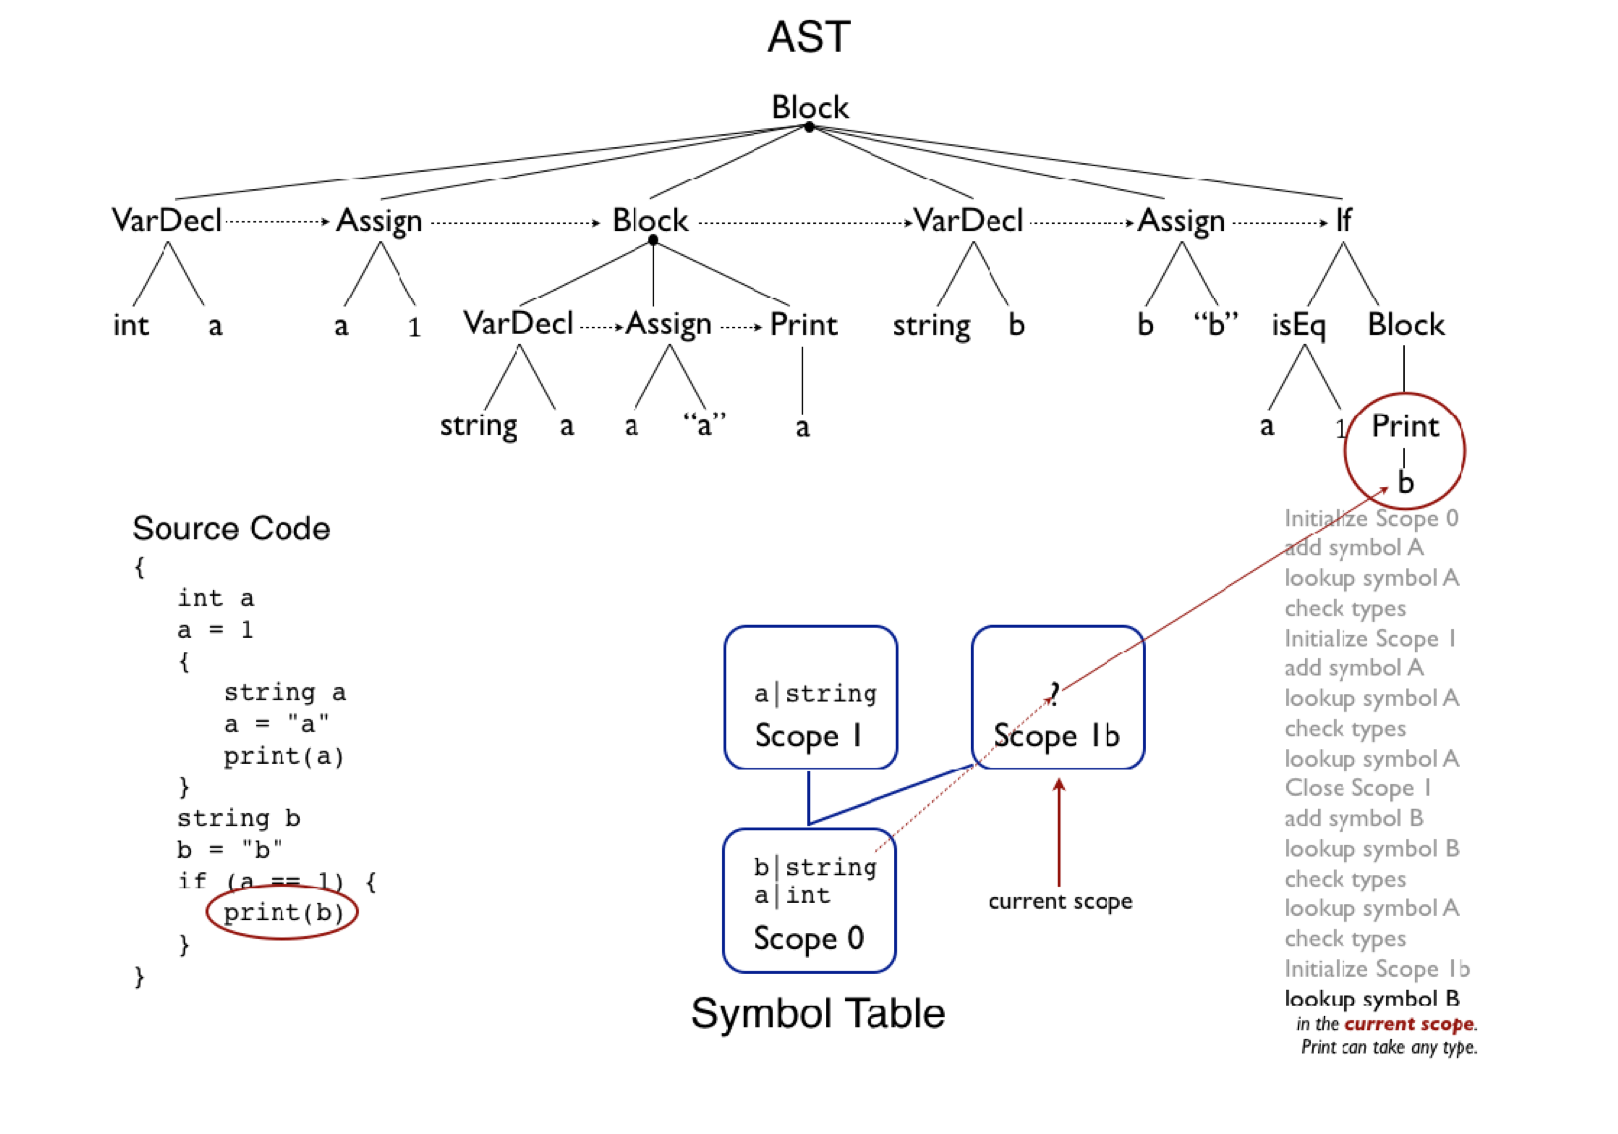 AST
Block
VarDecl Assign Block VarDecl Assign If
int a a 1 VarDecl Assign Print string b b “b” isEq Block
string a a “a” a a 1 Print
b
Source Code
{
int a
a = 1
{
string a
a = "a"
print(a)
}
string b
b = "b"
if (a == 1) {
print(b)
}
}
a|string
Scope 1
?
Scope 1b
b|string
a|int
Scope 0
current scope
Symbol Table
Initialize Scope 0
add symbol A
lookup symbol A
check types
Initialize Scope 1
add symbol A
lookup symbol A
check types
lookup symbol A
Close Scope 1
add symbol B
lookup symbol B
check types
lookup symbol A
check types
Initialize Scope 1b
lookup symbol B
in the current scope.
Print can take any type.